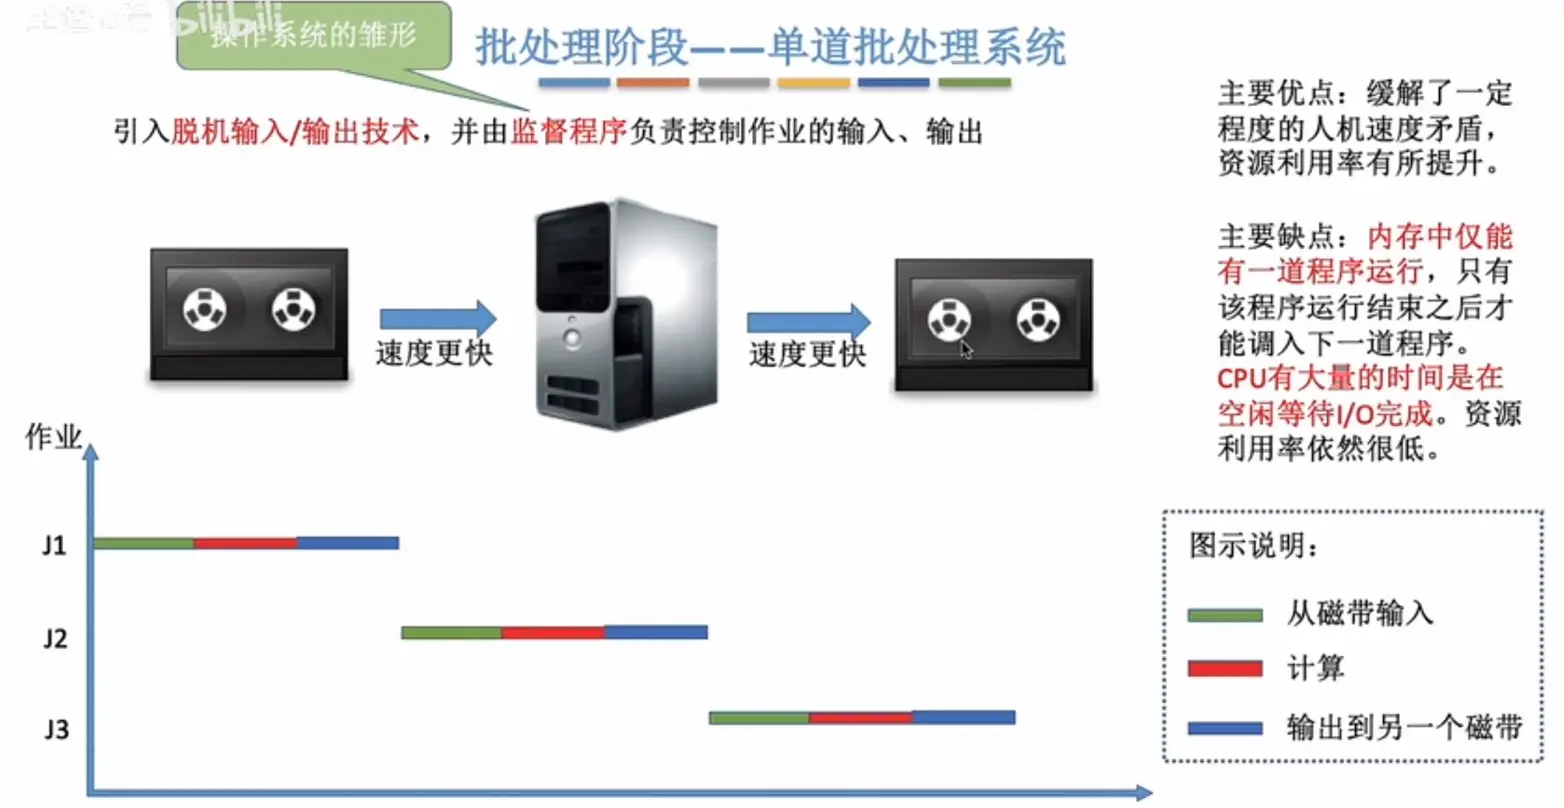 bilibili
操作系统的雏形
批处理阶段——单道批处理系统
引入脱机输入/输出技术，并由监督程序负责控制作业的输入、输出
速度更快
速度更快
主要优点：缓解了一定
程度的人机速度矛盾，
资源利用率有所提升。
主要缺点：内存中仅能
有一道程序运行，只有
该程序运行结束之后才
能调入下一道程序。
CPU有大量的时间是在
空闲等待I/O完成。资源
利用率依然很低。
作业
J1
J2
J3
图示说明：
从磁带输入
计算
输出到另一个磁带